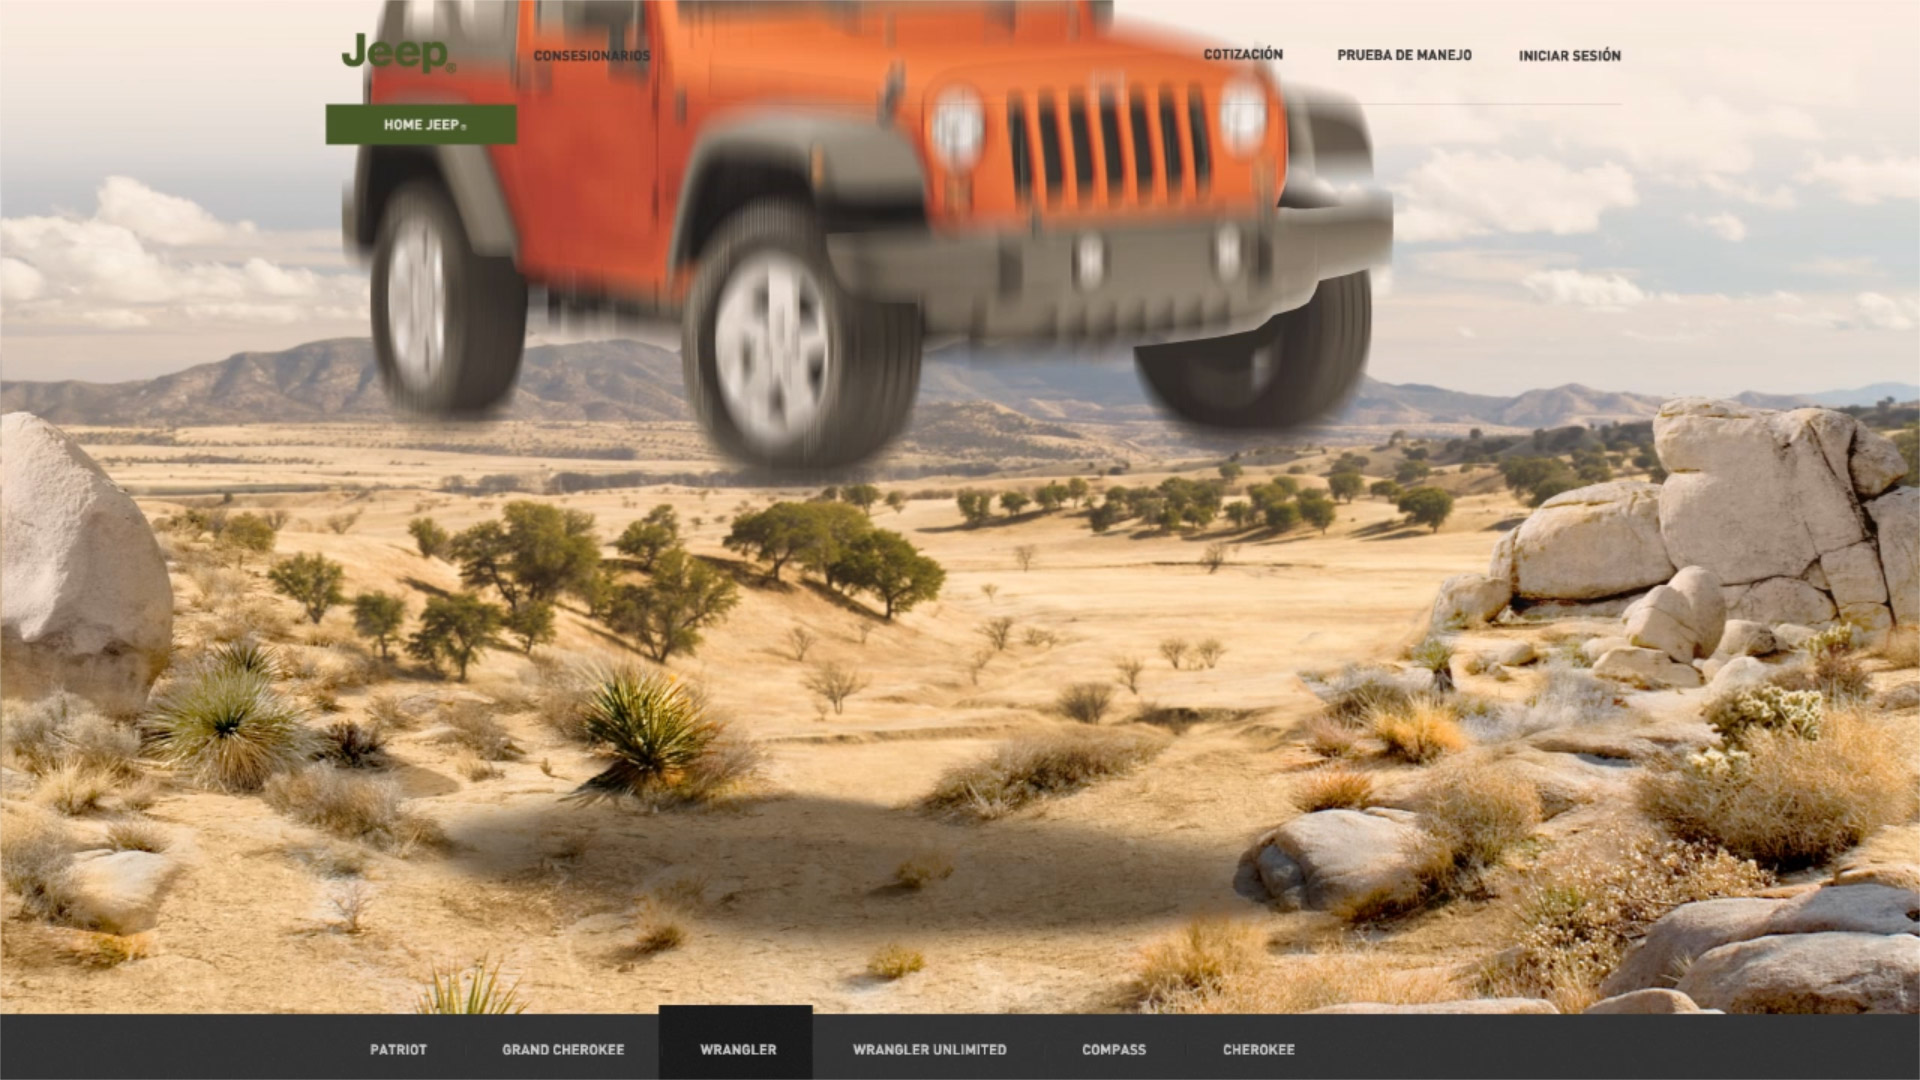 Jeep®
CONSESIONARIOS
COTIZACIÓN
PRUEBA DE MANEJO
INICIAR SESIÓN
HOME JEEP®
PATRIOT
GRAND CHEROKEE
WRANGLER
WRANGLER UNLIMITED
COMPASS
CHEROKEE